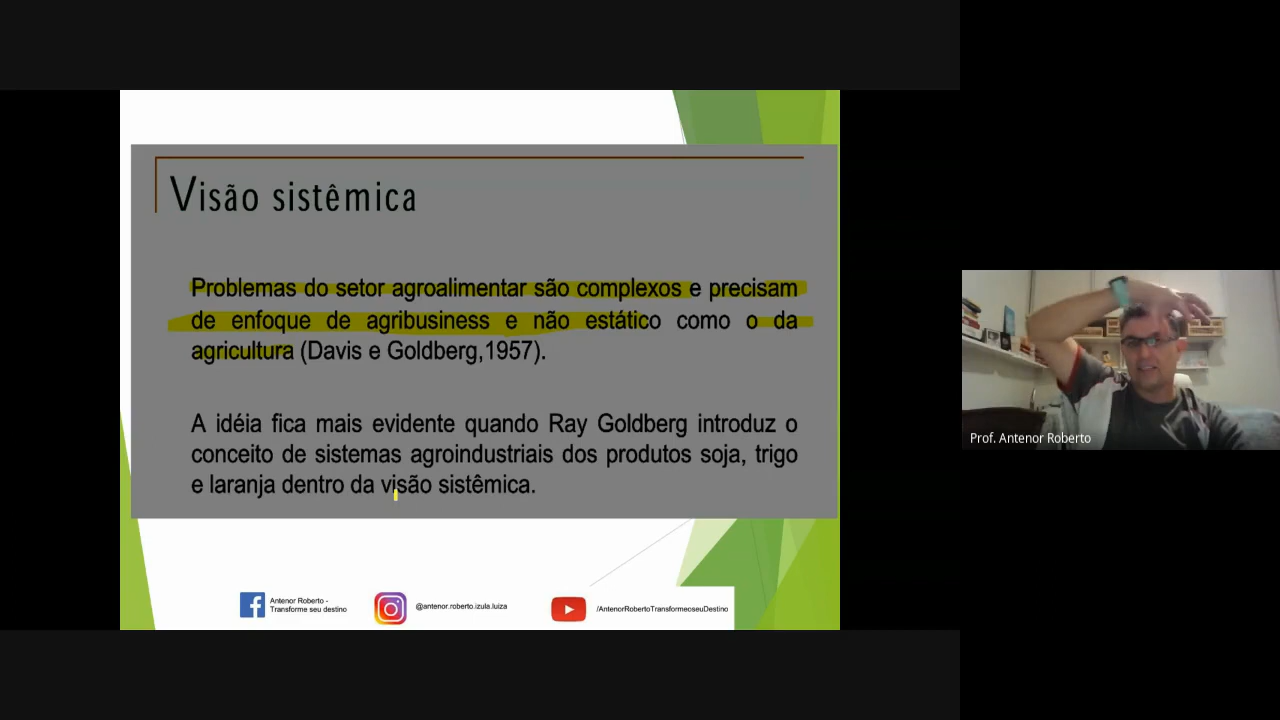 Visão sistêmica
Problemas do setor agroalimentar são complexos e precisam
de enfoque de agribusiness e não estático como o da
agricultura (Davis e Goldberg,1957).
A idéia fica mais evidente quando Ray Goldberg introduz o
conceito de sistemas agroindustriais dos produtos soja, trigo
e laranja dentro da visão sistêmica.
Antenor Roberto -
Transforme seu destino
@antenor.roberto.izula.luiza
/AntenorRobertoTransformeoseuDestino
Prof. Antenor Roberto